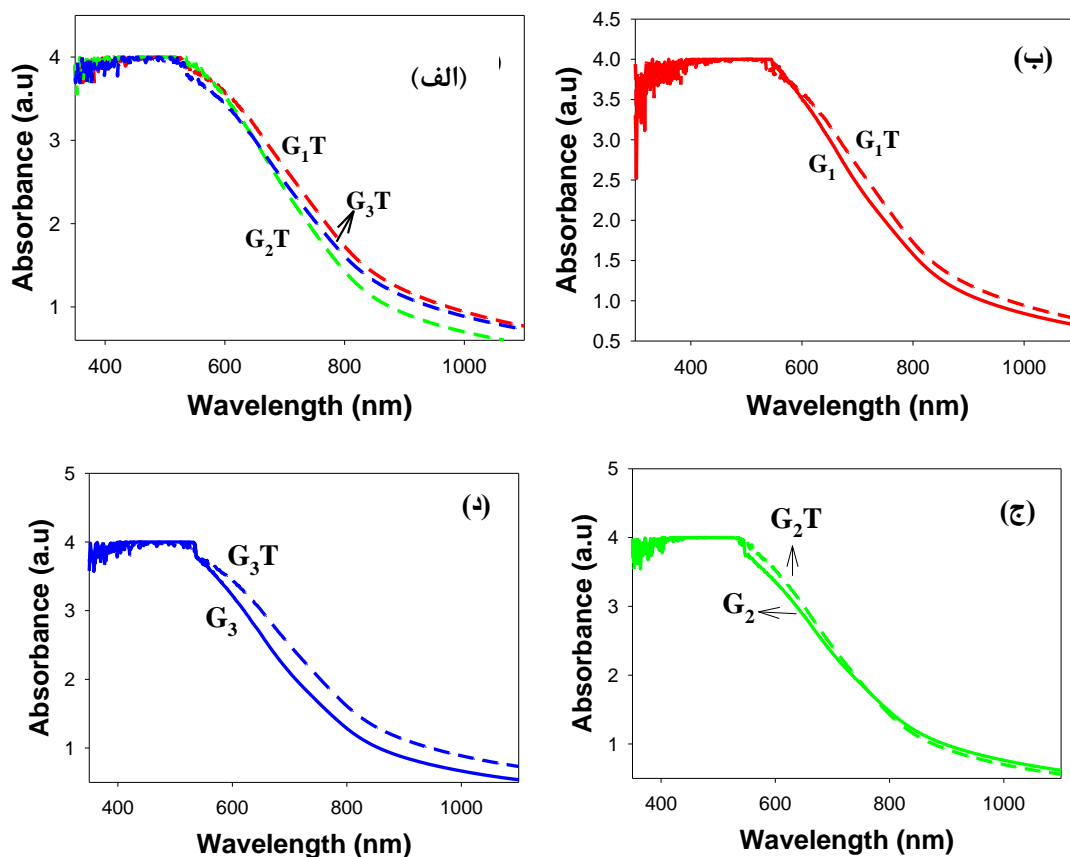 (الف)
Absorbance (a.u)
4
3
2
1
G₁T
G₃T
G₂T
400 600 800 1000
Wavelength (nm)
(ب)
Absorbance (a.u)
4.5
4.0
3.5
3.0
2.5
2.0
1.5
1.0
0.5
G₁T
G₁
400 600 800 1000
Wavelength (nm)
(د)
Absorbance (a.u)
5
4
3
2
1
G₃T
G₃
400 600 800 1000
Wavelength (nm)
(ج)
Absorbance (a.u)
5
4
3
2
1
G₂T
G₂
400 600 800 1000
Wavelength (nm)